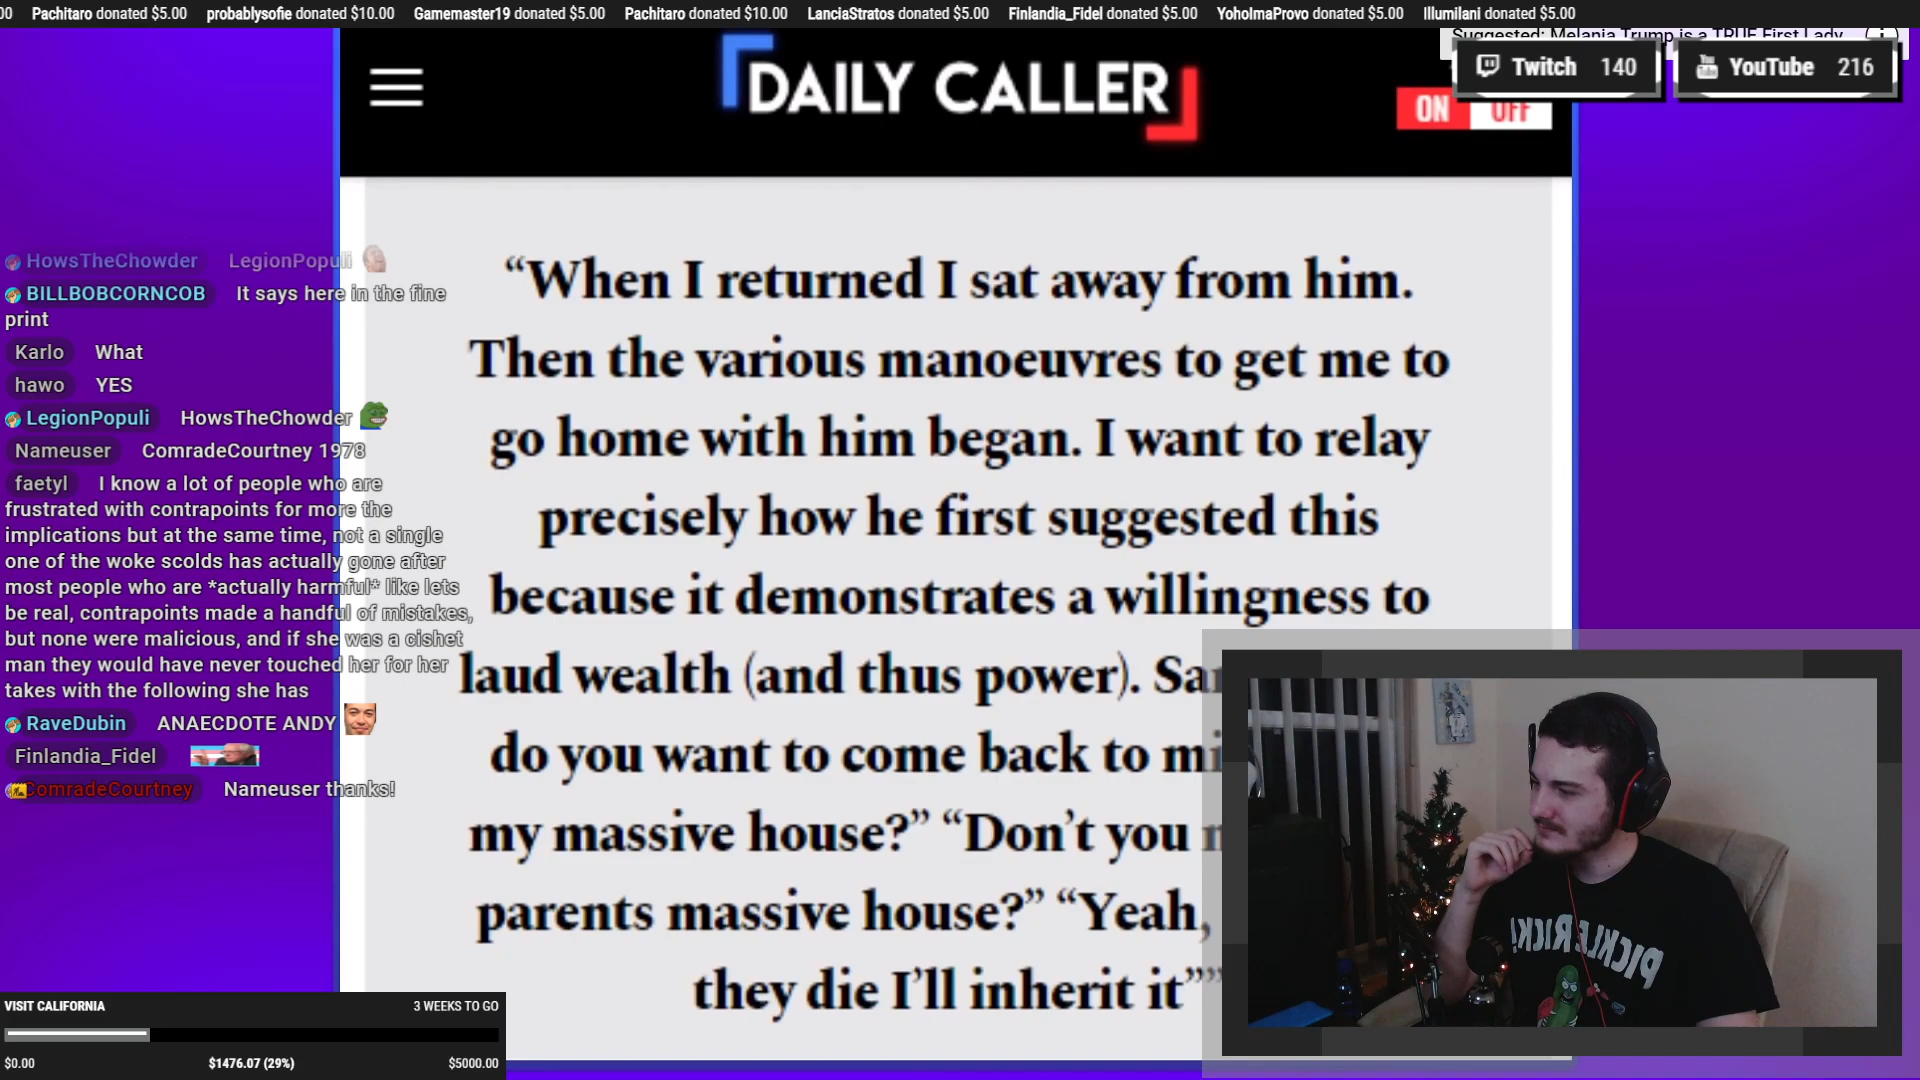 Pachitaro donated $5.00 probablysofie donated $10.00 Gamemaster19 donated $5.00 Pachitaro donated $10.00 LanciaStratos donated $5.00 Finlandia_Fidel donated $5.00 YoholmaProvo donated $5.00 Illumilani donated $5.00
Suggested: Melania Trump is a TRUE First Lady
Twitch 140 YouTube 216
DAILY CALLER
ON OFF
“When I returned I sat away from him.
Then the various manoeuvres to get me to
go home with him began. I want to relay
precisely how he first suggested this
because it demonstrates a willingness to
laud wealth (and thus power).
do you want to come back to
my massive house?” “Don’t you
parents massive house?” “Yeah,
they die I’ll inherit it””
HowsTheChowder LegionPopuli
BILLBOBCORNCOB It says here in the fine
print
Karlo What
hawo YES
LegionPopuli HowsTheChowder
Nameuser ComradeCourtney 1978
faetyl I know a lot of people who are
frustrated with contrapoints for more the
implications but at the same time, not a single
one of the woke scolds has actually gone after
most people who are *actually harmful* like lets
be real, contrapoints made a handful of mistakes,
but none were malicious, and if she was a cishet
man they would have never touched her for her
takes with the following she has
RaveDubin ANAECDOTE ANDY
Finlandia_Fidel
ComradeCourtney Nameuser thanks!
PICKLE RICK!
VISIT CALIFORNIA 3 WEEKS TO GO
$0.00 $1476.07 (29%) $5000.00